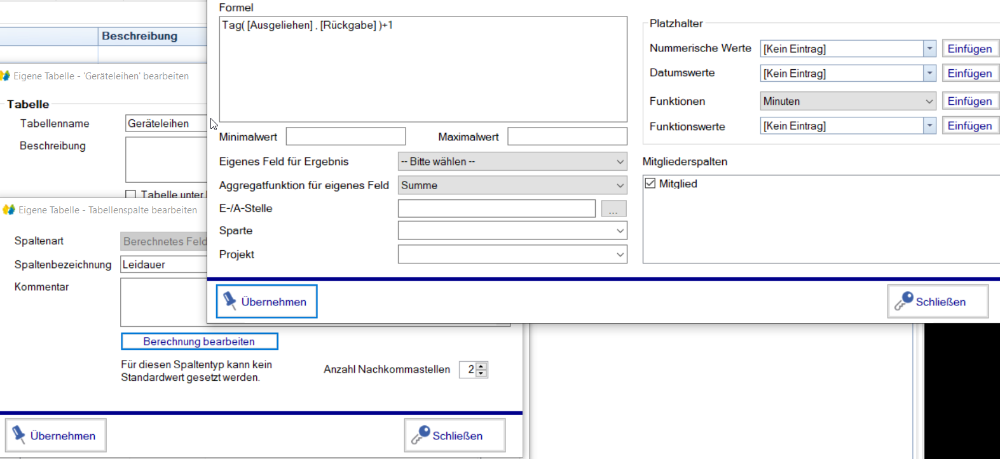 Beschreibung
Eigene Tabelle - 'Geräteleihen' bearbeiten
Tabelle
Tabellenname Geräteleihen
Beschreibung
Tabelle unter
Eigene Tabelle - Tabellenspalte bearbeiten
Spaltenart Berechnetes Feld
Spaltenbezeichnung Leidauer
Kommentar
Berechnung bearbeiten
Für diesen Spaltentyp kann kein
Standardwert gesetzt werden.
Anzahl Nachkommastellen 2
Übernehmen Schließen
Formel
Tag( [Ausgeliehen] , [Rückgabe] )+1
Minimalwert Maximalwert
Eigenes Feld für Ergebnis -- Bitte wählen --
Aggregatfunktion für eigenes Feld Summe
E-/A-Stelle ...
Sparte
Projekt
Platzhalter
Nummerische Werte [Kein Eintrag] Einfügen
Datumswerte [Kein Eintrag] Einfügen
Funktionen Minuten Einfügen
Funktionswerte [Kein Eintrag] Einfügen
Mitgliederspalten
Mitglied
Übernehmen Schließen